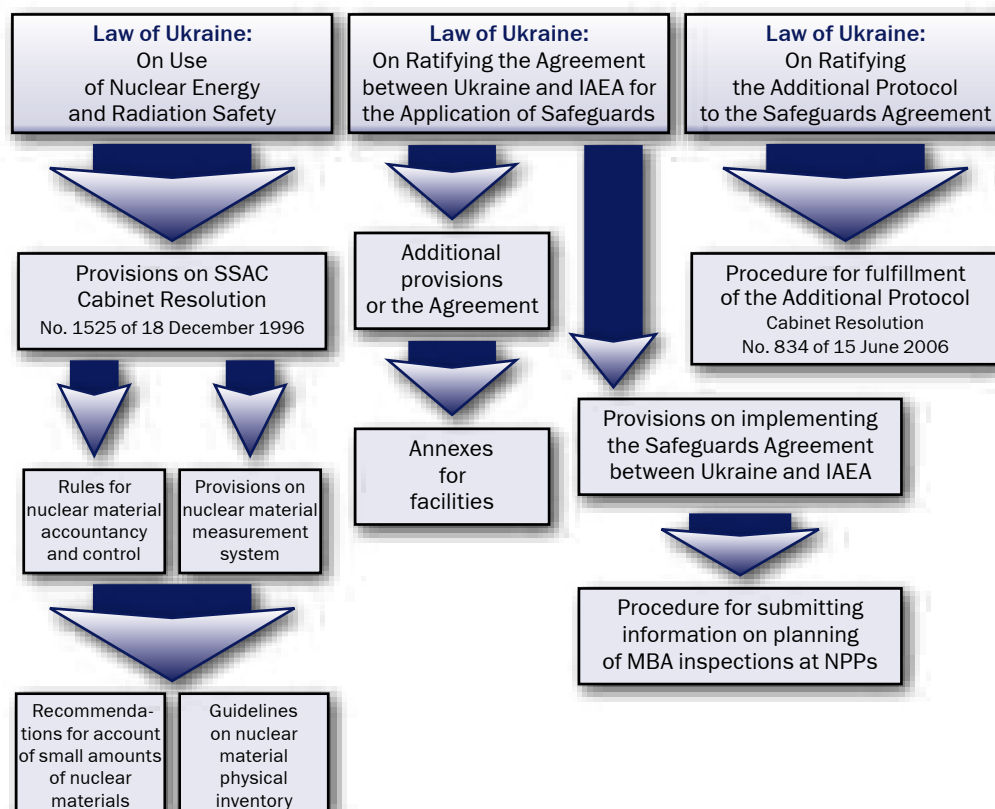 Law of Ukraine:
On Use
of Nuclear Energy
and Radiation Safety
Law of Ukraine:
On Ratifying the Agreement
between Ukraine and IAEA for
the Application of Safeguards
Law of Ukraine:
On Ratifying
the Additional Protocol
to the Safeguards Agreement
Provisions on SSAC
Cabinet Resolution
No. 1525 of 18 December 1996
Additional
provisions
or the Agreement
Procedure for fulfillment
of the Additional Protocol
Cabinet Resolution
No. 834 of 15 June 2006
Rules for
nuclear material
accountancy
and control
Provisions on
nuclear material
measurement
system
Annexes
for
facilities
Provisions on implementing
the Safeguards Agreement
between Ukraine and IAEA
Procedure for submitting
information on planning
of MBA inspections at NPPs
Recommenda-
tions for account
of small amounts
of nuclear
materials
Guidelines
on nuclear
material
physical
inventory